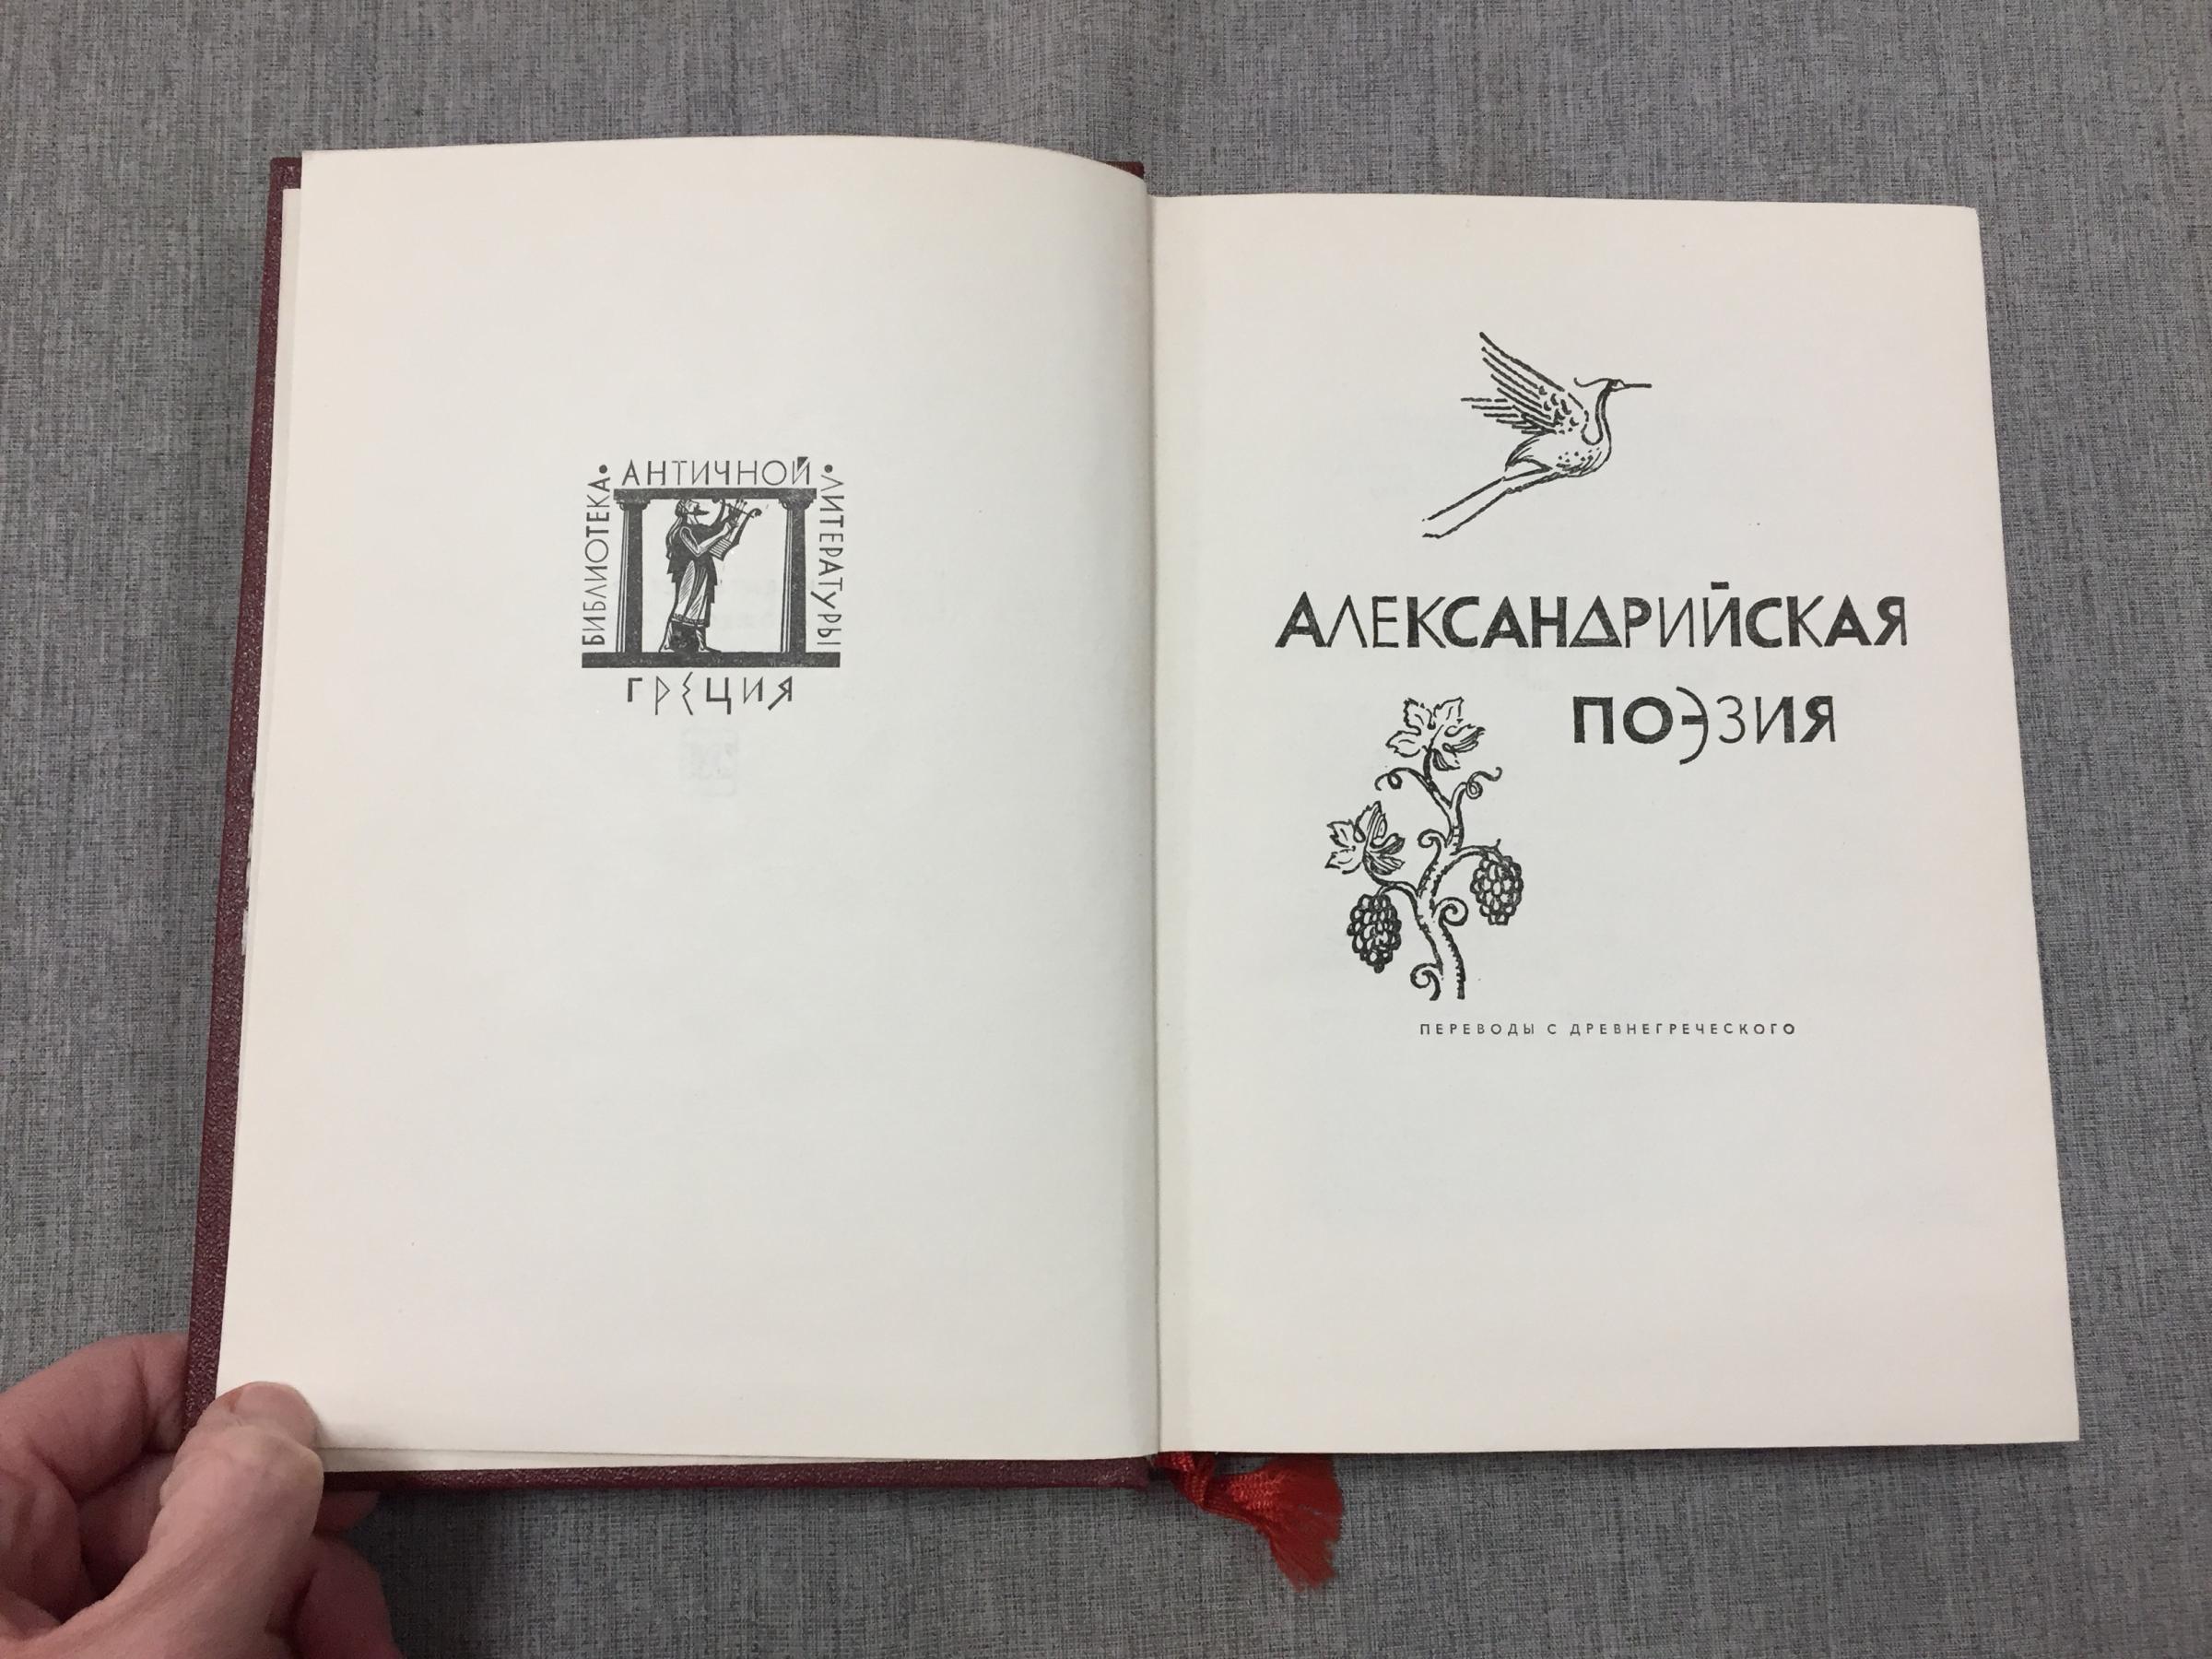 БИБЛИОТЕКА • АНТИЧНОЙ • ЛИТЕРАТУРЫ
ГРЕЦИЯ
АЛЕКСАНДРИЙСКАЯ
ПОЭЗИЯ
ПЕРЕВОДЫ С ДРЕВНЕГРЕЧЕСКОГО